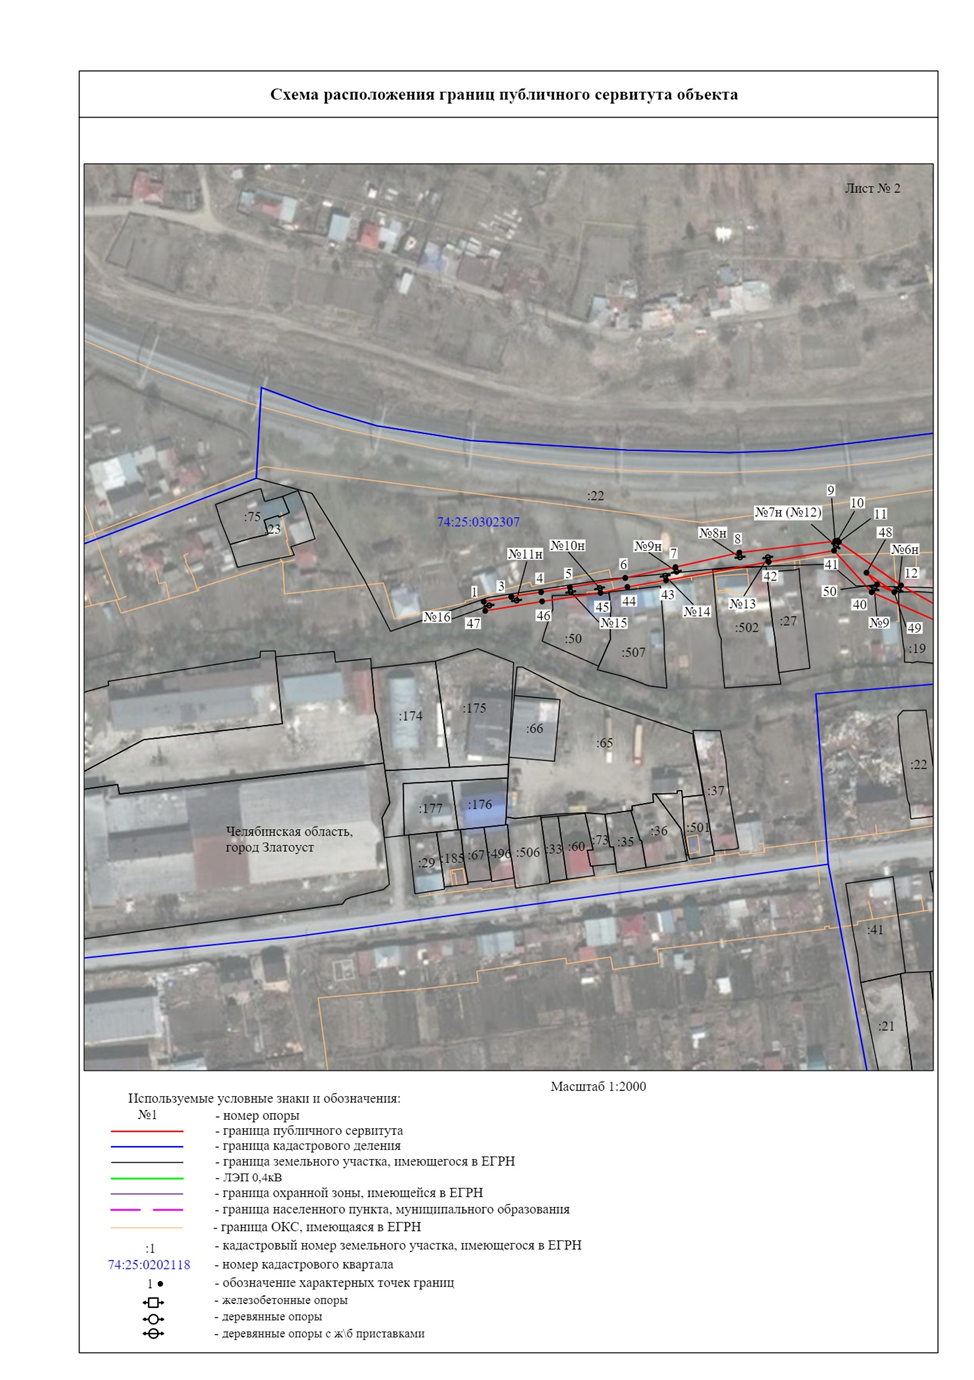 Схема расположения границ публичного сервитута объекта
Лист № 2
:22
:75
:23
74:25:0302307
9
10
11
№7н (№12)
48
№8н
8
№6н
№10н
№9н
7
№11н
41
6
5
4
3
1
42
12
50
40
№16
47
46
45
44
43
№15
№14
№13
№9
49
:50
:507
:502
:27
:19
:174
:175
:66
:65
:22
:37
:177
:176
Челябинская область,
город Златоуст
:29
:185
:67
:496
:506
:33
:60
:73
:35
:36
:501
:41
:21
Масштаб 1:2000
Используемые условные знаки и обозначения:
№1 - номер опоры
- граница публичного сервитута
- граница кадастрового деления
- граница земельного участка, имеющегося в ЕГРН
- ЛЭП 0,4кВ
- граница охранной зоны, имеющейся в ЕГРН
- граница населенного пункта, муниципального образования
- граница ОКС, имеющаяся в ЕГРН
:1 - кадастровый номер земельного участка, имеющегося в ЕГРН
74:25:0202118 - номер кадастрового квартала
1 - обозначение характерных точек границ
- железобетонные опоры
- деревянные опоры
- деревянные опоры с ж\б приставками